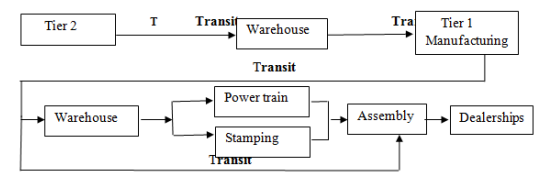 Tier 2
T
Transit
Warehouse
Tra
Tier 1
Manufacturing
Transit
Warehouse
Power train
Stamping
Assembly
Dealerships
Transit